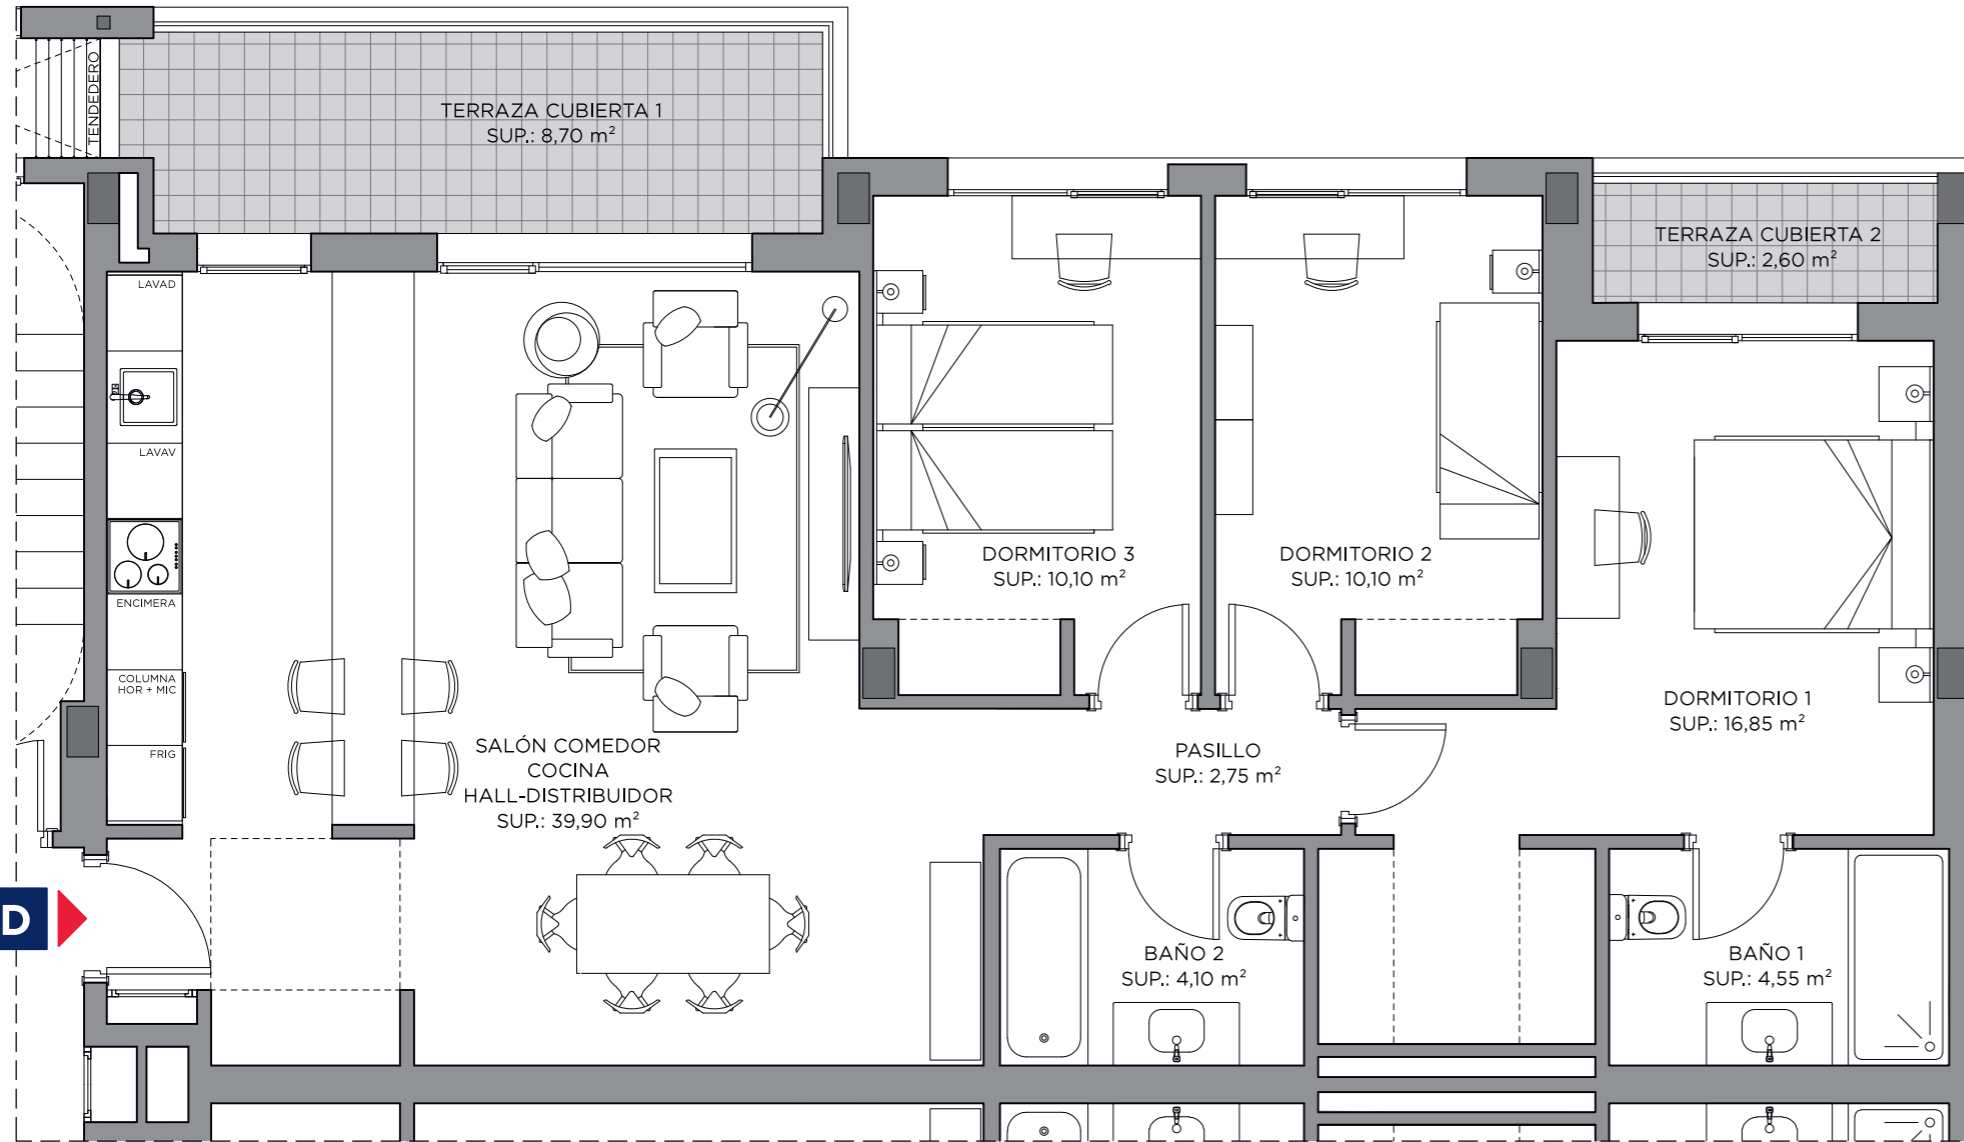 TENDEDERO
TERRAZA CUBIERTA 1
SUP.: 8,70 m²
TERRAZA CUBIERTA 2
SUP.: 2,60 m²
LAVAD
LAVAV
ENCIMERA
COLUMNA
HOR + MIC
FRIG
DORMITORIO 3
SUP.: 10,10 m²
DORMITORIO 2
SUP.: 10,10 m²
DORMITORIO 1
SUP.: 16,85 m²
SALÓN COMEDOR
COCINA
HALL-DISTRIBUIDOR
SUP.: 39,90 m²
PASILLO
SUP.: 2,75 m²
D
BAÑO 2
SUP.: 4,10 m²
BAÑO 1
SUP.: 4,55 m²